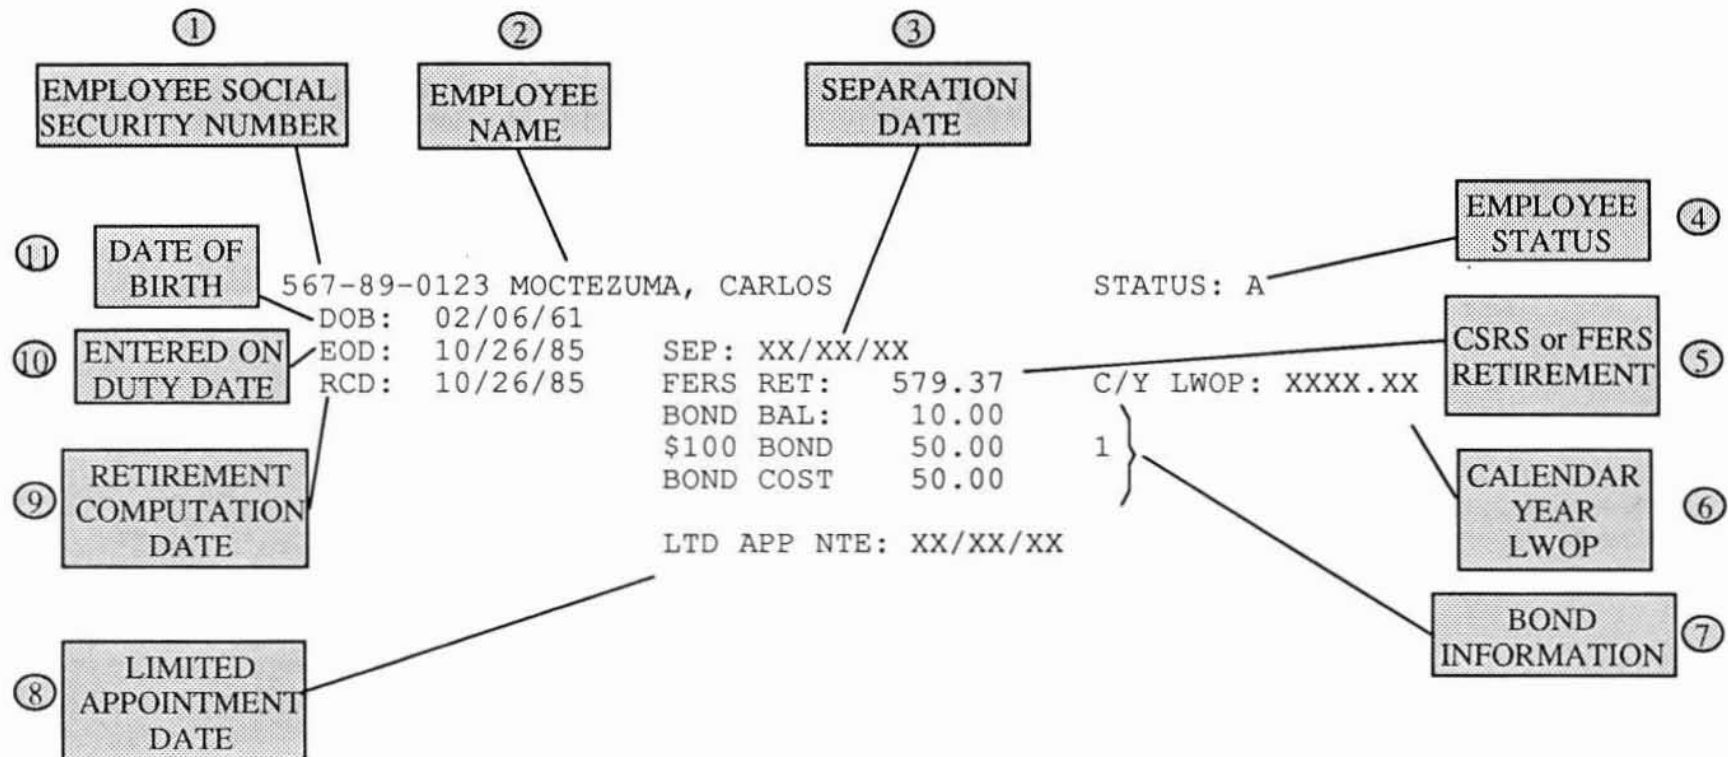 1
2
3
EMPLOYEE SOCIAL
SECURITY NUMBER
EMPLOYEE
NAME
SEPARATION
DATE
EMPLOYEE
STATUS
4
11
DATE OF
BIRTH
567-89-0123 MOCTEZUMA, CARLOS STATUS: A
DOB: 02/06/61
10
ENTERED ON
DUTY DATE
EOD: 10/26/85 SEP: XX/XX/XX
RCD: 10/26/85 FERS RET: 579.37 C/Y LWOP: XXXX.XX
CSRS or FERS
RETIREMENT
5
BOND BAL: 10.00
$100 BOND 50.00 1
BOND COST 50.00
9
RETIREMENT
COMPUTATION
DATE
CALENDAR
YEAR
LWOP
6
LTD APP NTE: XX/XX/XX
BOND
INFORMATION
7
8
LIMITED
APPOINTMENT
DATE